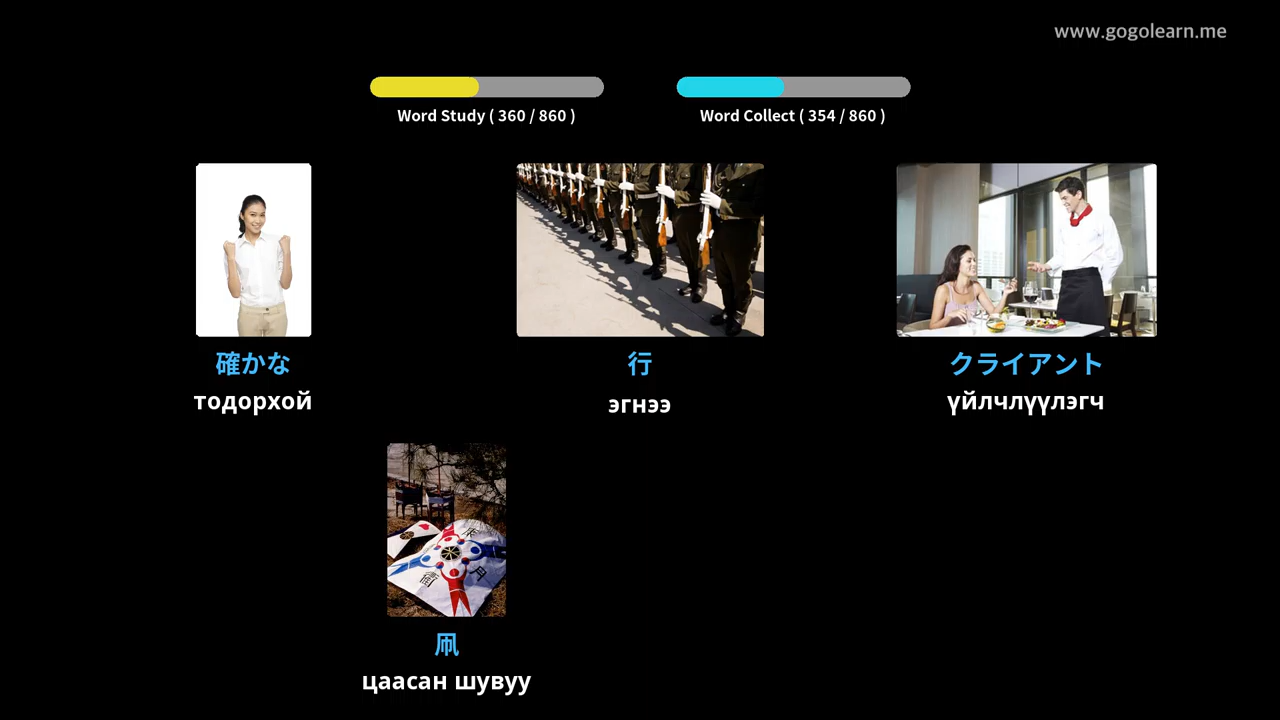 www.gogolearn.me
Word Study ( 360 / 860 )
Word Collect ( 354 / 860 )
確かな
тодорхой
行
эгнээ
クライアント
үйлчлүүлэгч
凧
цаасан шувуу